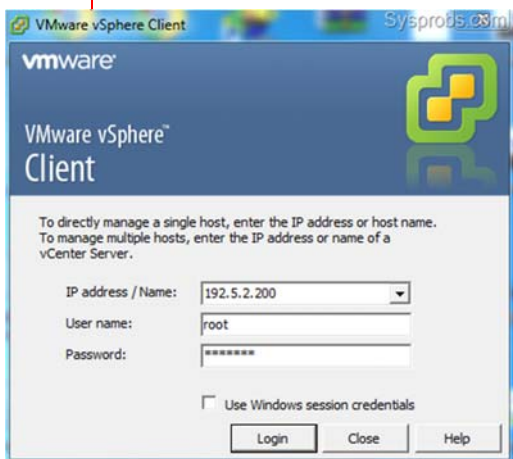 VMware vSphere Client
Sysprobs.com
vmware
VMware vSphere™
Client
To directly manage a single host, enter the IP address or host name.
To manage multiple hosts, enter the IP address or name of a
vCenter Server.
IP address / Name: 192.5.2.200
User name: root
Password: *******
Use Windows session credentials
Login Close Help